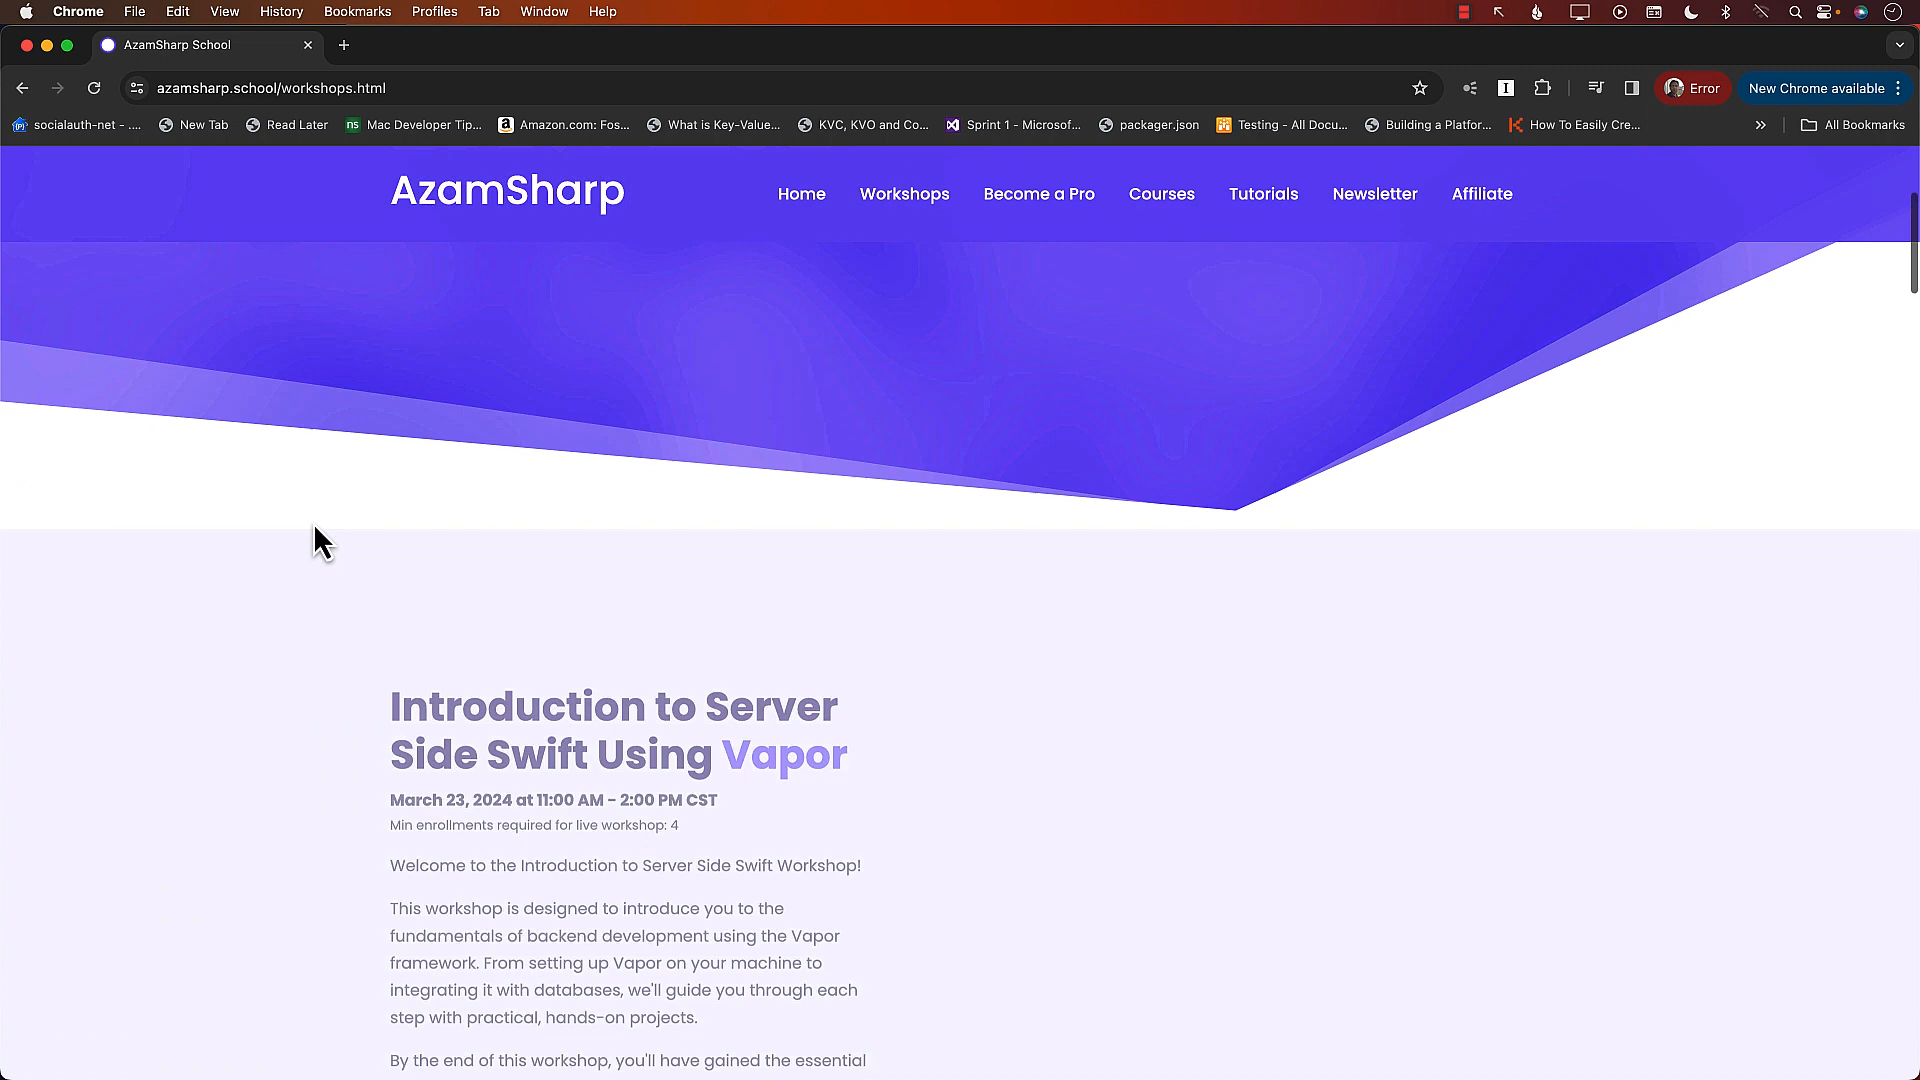 Chrome File Edit View History Bookmarks Profiles Tab Window Help
AzamSharp School
azamsharp.school/workshops.html
Error
New Chrome available
socialauth-net - ....
New Tab
Read Later
ns Mac Developer Tip...
a Amazon.com: Fos...
What is Key-Value...
KVC, KVO and Co...
Sprint 1 - Microsof...
packager.json
Testing - All Docu...
Building a Platfor...
How To Easily Cre...
All Bookmarks
AzamSharp
Home Workshops Become a Pro Courses Tutorials Newsletter Affiliate
Introduction to Server
Side Swift Using Vapor
March 23, 2024 at 11:00 AM - 2:00 PM CST
Min enrollments required for live workshop: 4
Welcome to the Introduction to Server Side Swift Workshop!
This workshop is designed to introduce you to the
fundamentals of backend development using the Vapor
framework. From setting up Vapor on your machine to
integrating it with databases, we'll guide you through each
step with practical, hands-on projects.
By the end of this workshop, you'll have gained the essential